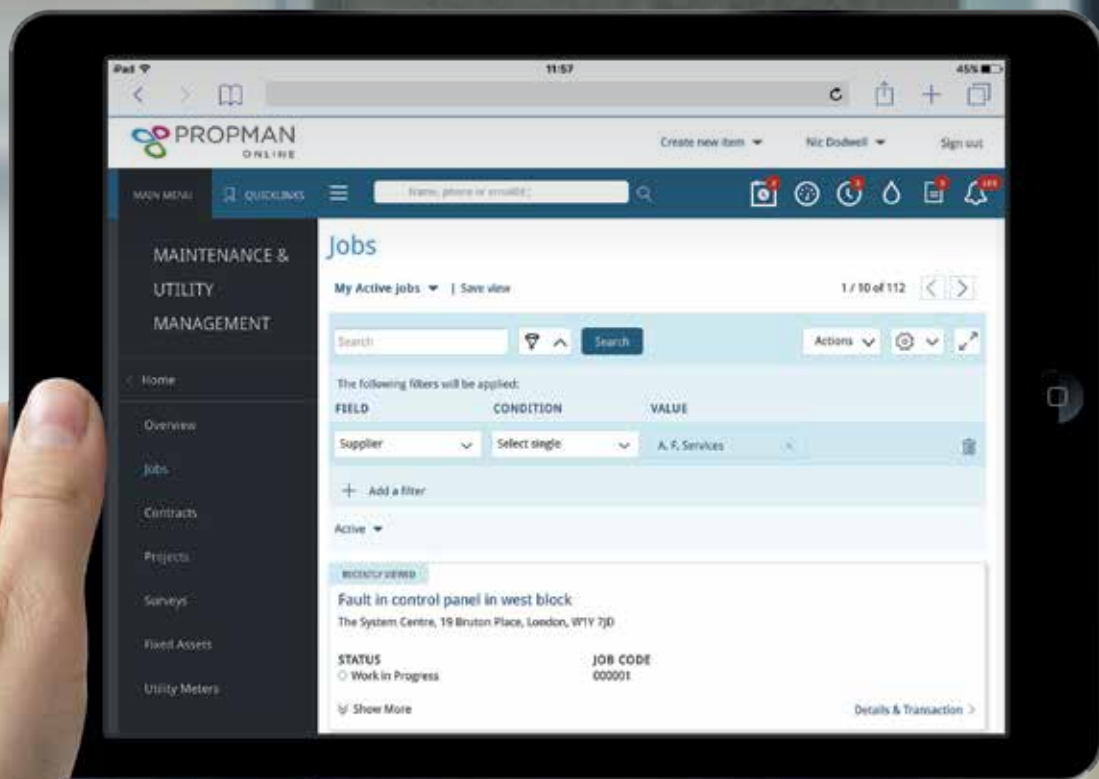 iPad
11:57
45%
PROPMAN
ONLINE
Create new item
Nic Dodwell
Sign out
MAIN MENU
QUICKLINKS
Name, phone or
Jobs
MAINTENANCE &
UTILITY
MANAGEMENT
My Active jobs
| Save view
1 / 10 of 112
Search
Search
Actions
Home
The following filters will be applied:
FIELD
CONDITION
VALUE
Overview
Supplier
Select single
A. F. Services
Jobs
+ Add a filter
Contracts
Active
Projects
RECENTLY VIEWED
Surveys
Fault in control panel in west block
The System Centre, 19 Bruton Place, London, W1Y 7JD
Fixed Assets
STATUS
JOB CODE
Work in Progress
000001
Utility Meters
Show More
Details & Transaction